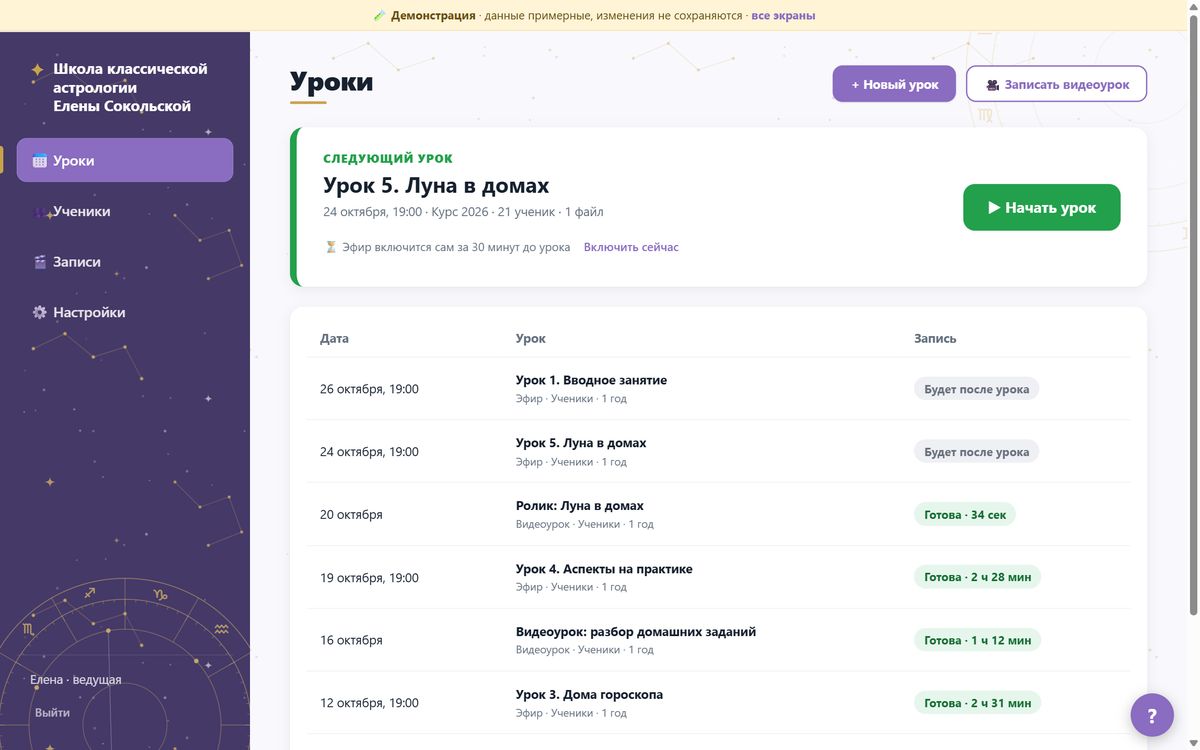 Демонстрация · данные примерные, изменения не сохраняются · все экраны
Школа классической
астрологии
Елены Сокольской
Уроки
Ученики
Записи
Настройки
Елена · ведущая
Выйти
Уроки
+ Новый урок
Записать видеоурок
СЛЕДУЮЩИЙ УРОК
Урок 5. Луна в домах
24 октября, 19:00 · Курс 2026 · 21 ученик · 1 файл
Эфир включится сам за 30 минут до урока Включить сейчас
Начать урок
Дата Урок Запись
26 октября, 19:00 Урок 1. Вводное занятие Будет после урока
Эфир · Ученики · 1 год
24 октября, 19:00 Урок 5. Луна в домах Будет после урока
Эфир · Ученики · 1 год
20 октября Ролик: Луна в домах Готова · 34 сек
Видеоурок · Ученики · 1 год
19 октября, 19:00 Урок 4. Аспекты на практике Готова · 2 ч 28 мин
Эфир · Ученики · 1 год
16 октября Видеоурок: разбор домашних заданий Готова · 1 ч 12 мин
Видеоурок · Ученики · 1 год
12 октября, 19:00 Урок 3. Дома гороскопа Готова · 2 ч 31 мин
Эфир · Ученики · 1 год
?